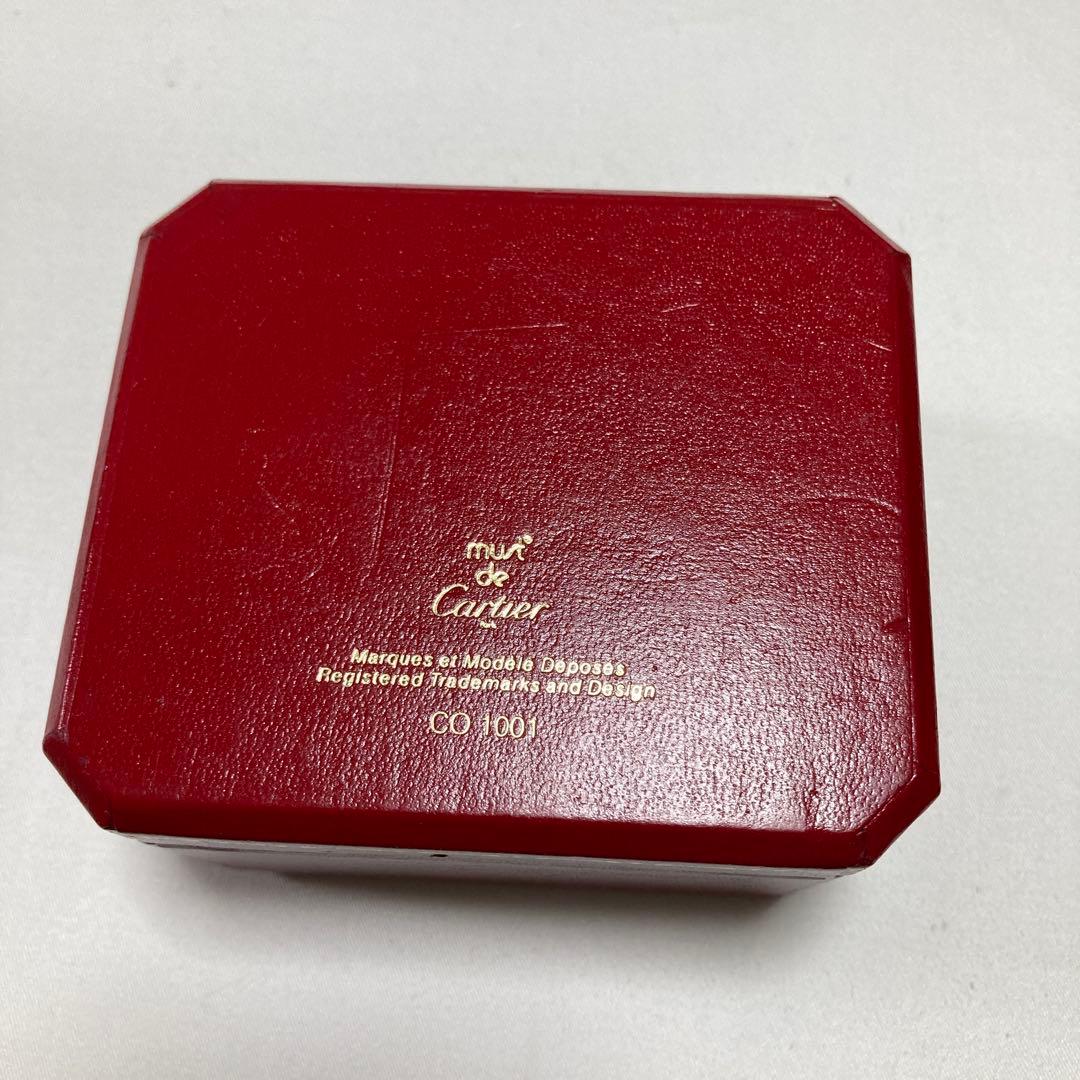 must
de
Cartier
Marques et Modèle Déposés
Registered Trademarks and Design
CO 1001